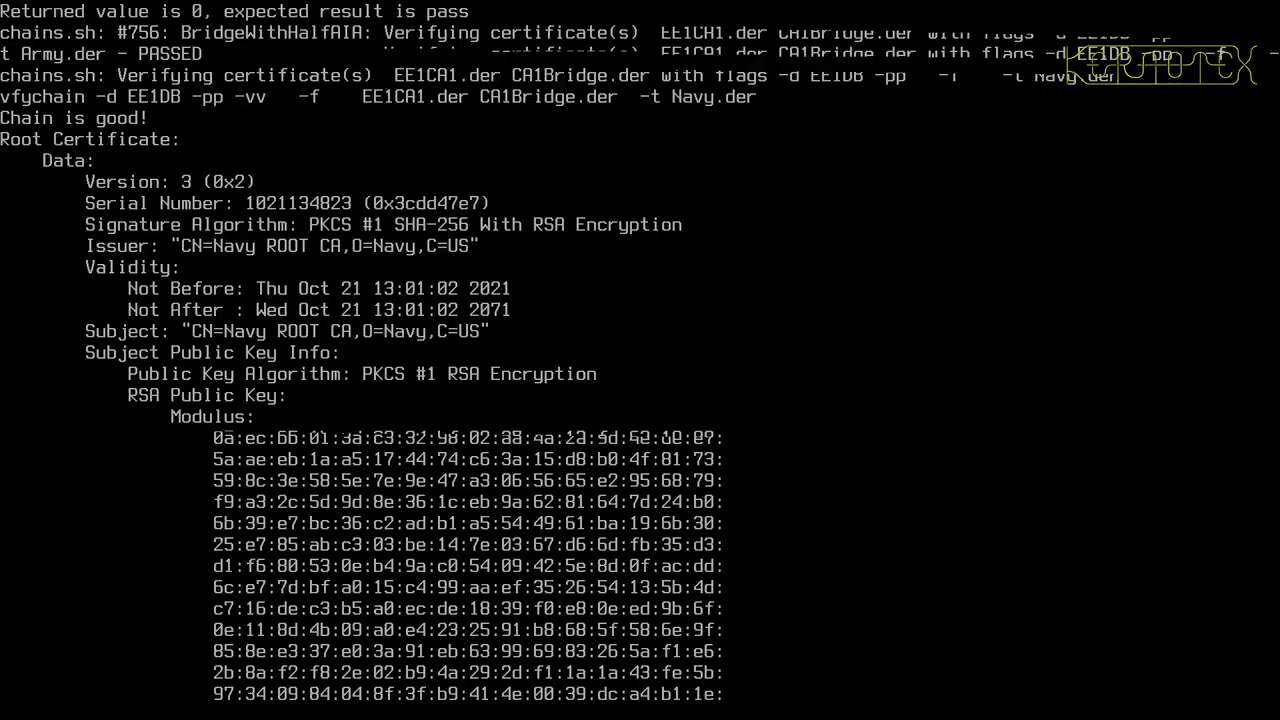 Returned value is 0, expected result is pass
chains.sh: #756: BridgeWithHalfAIA: Verifying certificate(s)  EE1CA1.der CA1Bridge.der with flags -d EE1DB -pp
t Army.der - PASSED
chains.sh: Verifying certificate(s)  EE1CA1.der CA1Bridge.der with flags -d EE1DB -pp   -f    -t Navy.der
vfychain -d EE1DB -pp -vv   -f    EE1CA1.der CA1Bridge.der  -t Navy.der
Chain is good!
Root Certificate:
    Data:
        Version: 3 (0x2)
        Serial Number: 1021134823 (0x3cdd47e7)
        Signature Algorithm: PKCS #1 SHA-256 With RSA Encryption
        Issuer: "CN=Navy ROOT CA,O=Navy,C=US"
        Validity:
            Not Before: Thu Oct 21 13:01:02 2021
            Not After : Wed Oct 21 13:01:02 2071
        Subject: "CN=Navy ROOT CA,O=Navy,C=US"
        Subject Public Key Info:
            Public Key Algorithm: PKCS #1 RSA Encryption
            RSA Public Key:
                Modulus:
                    5a:ae:eb:1a:a5:17:44:74:c6:3a:15:d8:b0:4f:81:73:
                    59:8c:3e:58:5e:7e:9e:47:a3:06:56:65:e2:95:68:79:
                    f9:a3:2c:5d:9d:8e:36:1c:eb:9a:62:81:64:7d:24:b0:
                    6b:39:e7:bc:36:c2:ad:b1:a5:54:49:61:ba:19:6b:30:
                    25:e7:85:ab:c3:03:be:14:7e:03:67:d6:6d:fb:35:d3:
                    d1:f6:80:53:0e:b4:9a:c0:54:09:42:5e:8d:0f:ac:dd:
                    6c:e7:7d:bf:a0:15:c4:99:aa:ef:35:26:54:13:5b:4d:
                    c7:16:de:c3:b5:a0:ec:de:18:39:f0:e8:0e:ed:9b:6f:
                    0e:11:8d:4b:09:a0:e4:23:25:91:b8:68:5f:58:6e:9f:
                    85:8e:e3:37:e0:3a:91:eb:63:99:69:83:26:5a:f1:e6:
                    2b:8a:f2:f8:2e:02:b9:4a:29:2d:f1:1a:1a:43:fe:5b:
                    97:34:09:84:04:8f:3f:b9:41:4e:00:39:dc:a4:b1:1e: